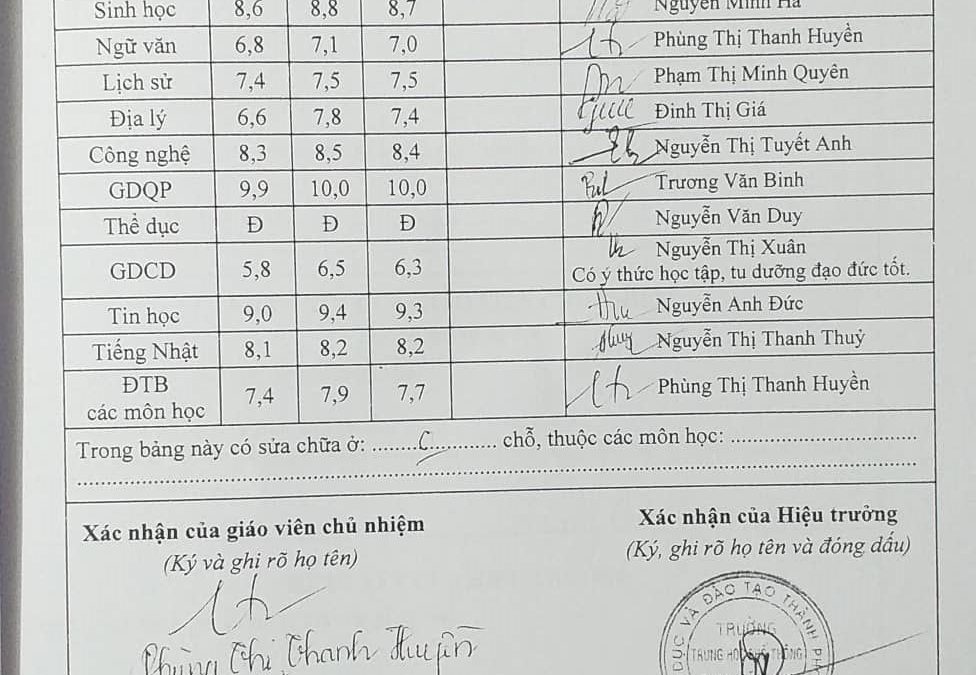 Sinh học 8,6 8,8 8,7 Nguyễn Minh Hà
Ngữ văn 6,8 7,1 7,0 Phùng Thị Thanh Huyền
Lịch sử 7,4 7,5 7,5 Phạm Thị Minh Quyên
Địa lý 6,6 7,8 7,4 Đinh Thị Giá
Công nghệ 8,3 8,5 8,4 Nguyễn Thị Tuyết Anh
GDQP 9,9 10,0 10,0 Trương Văn Binh
Thể dục Đ Đ Đ Nguyễn Văn Duy
GDCD 5,8 6,5 6,3 Nguyễn Thị Xuân
Có ý thức học tập, tu dưỡng đạo đức tốt.
Tin học 9,0 9,4 9,3 Nguyễn Anh Đức
Tiếng Nhật 8,1 8,2 8,2 Nguyễn Thị Thanh Thuỷ
ĐTB
các môn học 7,4 7,9 7,7 Phùng Thị Thanh Huyền
Trong bảng này có sửa chữa ở: ................. chỗ, thuộc các môn học: .................
Xác nhận của giáo viên chủ nhiệm
(Ký và ghi rõ họ tên)
Phùng Thị Thanh Huyền
Xác nhận của Hiệu trưởng
(Ký, ghi rõ họ tên và đóng dấu)
DỤC VÀ ĐÀO TẠO THÀNH
TRƯỜNG
TRUNG HỌC PHỔ THÔNG